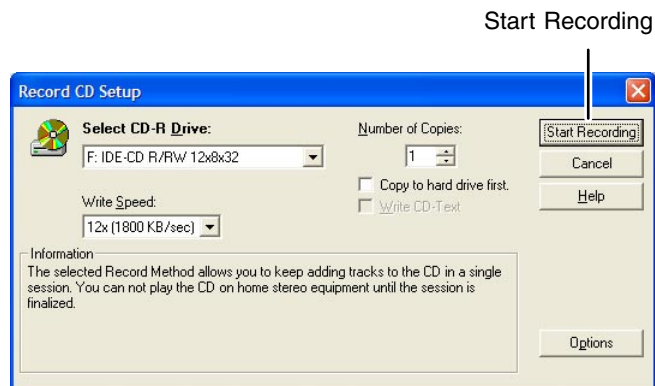 Start Recording
Record CD Setup
Select CD-R Drive:
F: IDE-CD R/RW 12x8x32
Write Speed:
12x (1800 KB/sec)
Number of Copies:
1
Copy to hard drive first.
Write CD-Text
Start Recording
Cancel
Help
Information
The selected Record Method allows you to keep adding tracks to the CD in a single
session. You can not play the CD on home stereo equipment until the session is
finalized.
Options